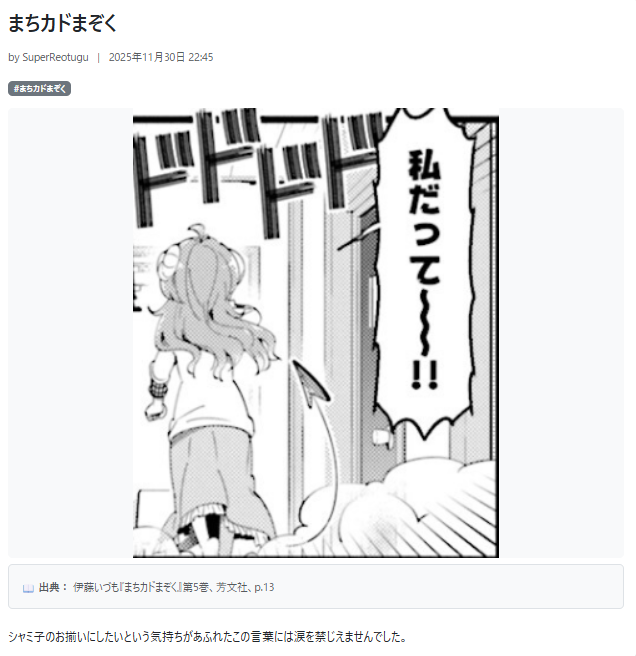 まちカドまぞく
by SuperReotugu | 2025年11月30日 22:45
#まちカドまぞく
ドドドド
私だって～～～!!
📖 出典： 伊藤いづも『まちカドまぞく』第5巻、芳文社、p.13
シャミ子のお揃いにしたいという気持ちがあふれたこの言葉には涙を禁じえませんでした。